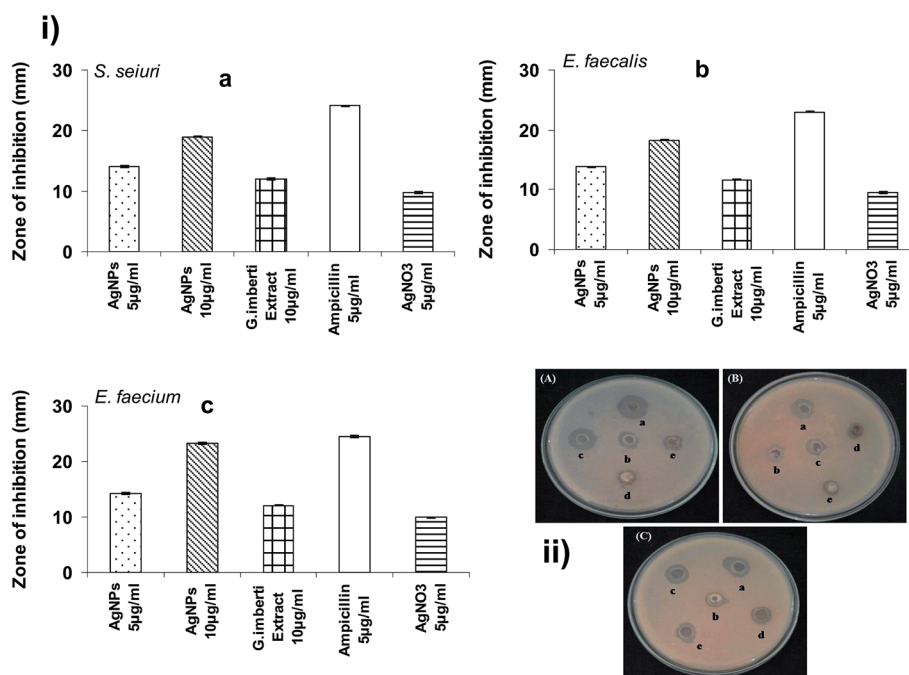 i)
S. seiuri
a
Zone of inhibition (mm)
30
20
10
0
AgNPs
5µg/ml
AgNPs
10µg/ml
G.imberti
Extract
10µg/ml
Ampicillin
5µg/ml
AgNO3
5µg/ml
E. faecalis
b
Zone of inhibition (mm)
30
20
10
0
AgNPs
5µg/ml
AgNPs
10µg/ml
G.imberti
Extract
10µg/ml
Ampicillin
5µg/ml
AgNO3
5µg/ml
E. faecium
c
Zone of inhibition (mm)
30
20
10
0
AgNPs
5µg/ml
AgNPs
10µg/ml
G.imberti
Extract
10µg/ml
Ampicillin
5µg/ml
AgNO3
5µg/ml
ii)
(A)
a
c
b
e
d
(B)
a
d
b
c
e
(C)
c
a
b
d
e